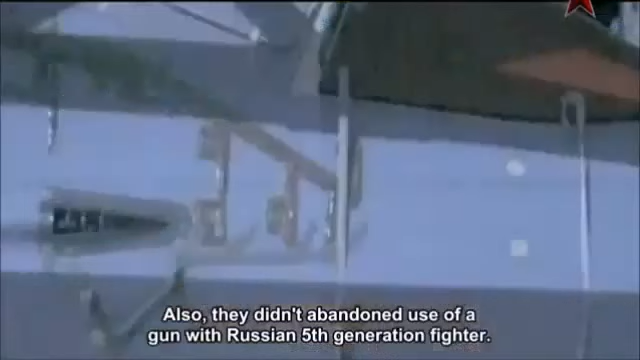 Also, they didn't abandoned use of a
gun with Russian 5th generation fighter.